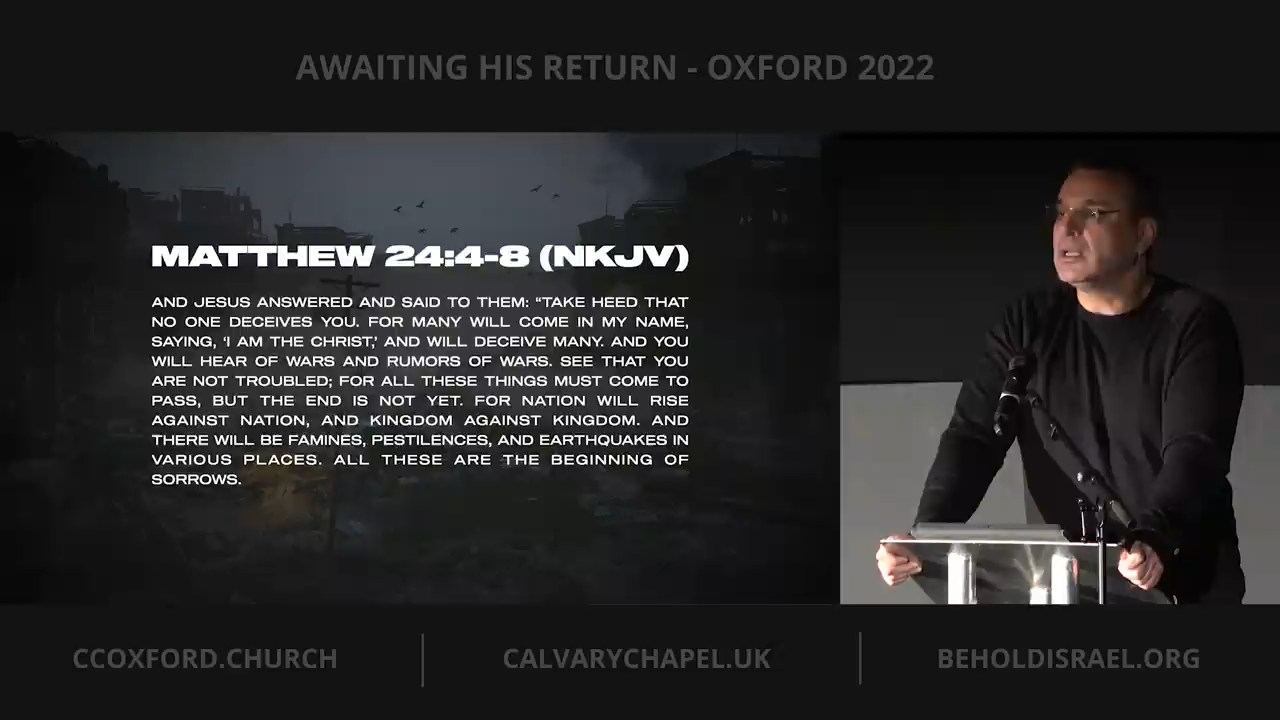 AWAITING HIS RETURN - OXFORD 2022
MATTHEW 24:4-8 (NKJV)
AND JESUS ANSWERED AND SAID TO THEM: “TAKE HEED THAT
NO ONE DECEIVES YOU. FOR MANY WILL COME IN MY NAME,
SAYING, ‘I AM THE CHRIST,’ AND WILL DECEIVE MANY. AND YOU
WILL HEAR OF WARS AND RUMORS OF WARS. SEE THAT YOU
ARE NOT TROUBLED; FOR ALL THESE THINGS MUST COME TO
PASS, BUT THE END IS NOT YET. FOR NATION WILL RISE
AGAINST NATION, AND KINGDOM AGAINST KINGDOM. AND
THERE WILL BE FAMINES, PESTILENCES, AND EARTHQUAKES IN
VARIOUS PLACES. ALL THESE ARE THE BEGINNING OF
SORROWS.
CCOXFORD.CHURCH
CALVARYCHAPEL.UK
BEHOLDISRAEL.ORG